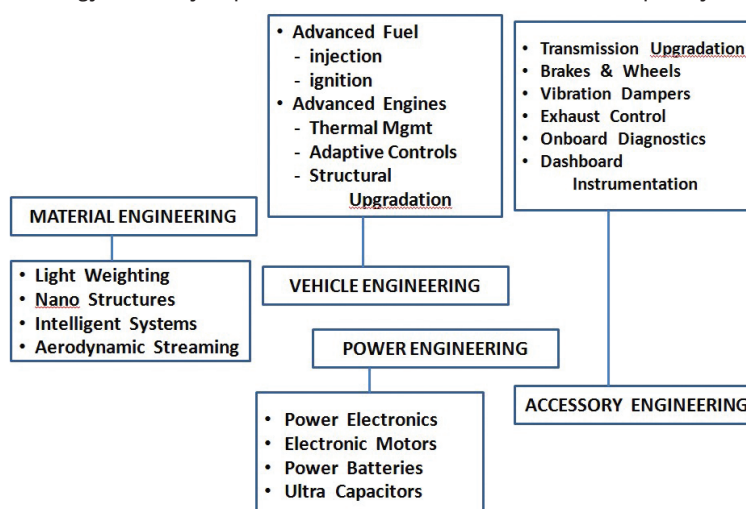 • Advanced Fuel
- injection
- ignition
• Advanced Engines
- Thermal Mgmt
- Adaptive Controls
- Structural
Upgradation
• Transmission Upgradation
• Brakes & Wheels
• Vibration Dampers
• Exhaust Control
• Onboard Diagnostics
• Dashboard
Instrumentation
MATERIAL ENGINEERING
• Light Weighting
• Nano Structures
• Intelligent Systems
• Aerodynamic Streaming
VEHICLE ENGINEERING
POWER ENGINEERING
• Power Electronics
• Electronic Motors
• Power Batteries
• Ultra Capacitors
ACCESSORY ENGINEERING